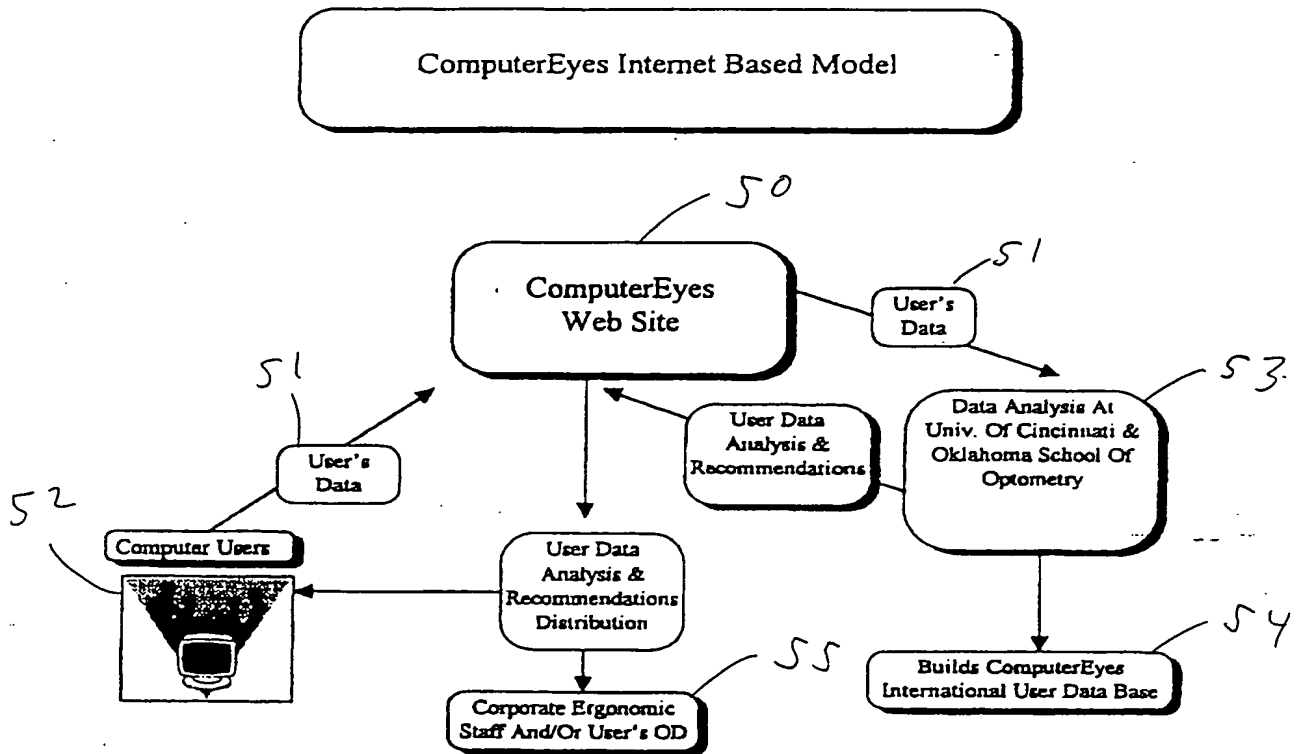 ComputerEyes Internet Based Model
50
ComputerEyes
Web Site
51
User's
Data
51
User's
Data
53
Data Analysis At
Univ. Of Cincinnati &
Oklahoma School Of
Optometry
User Data
Analysis &
Recommendations
52
Computer Users
User Data
Analysis &
Recommendations
Distribution
54
Builds ComputerEyes
International User Data Base
55
Corporate Ergonomic
Staff And/Or User's OD